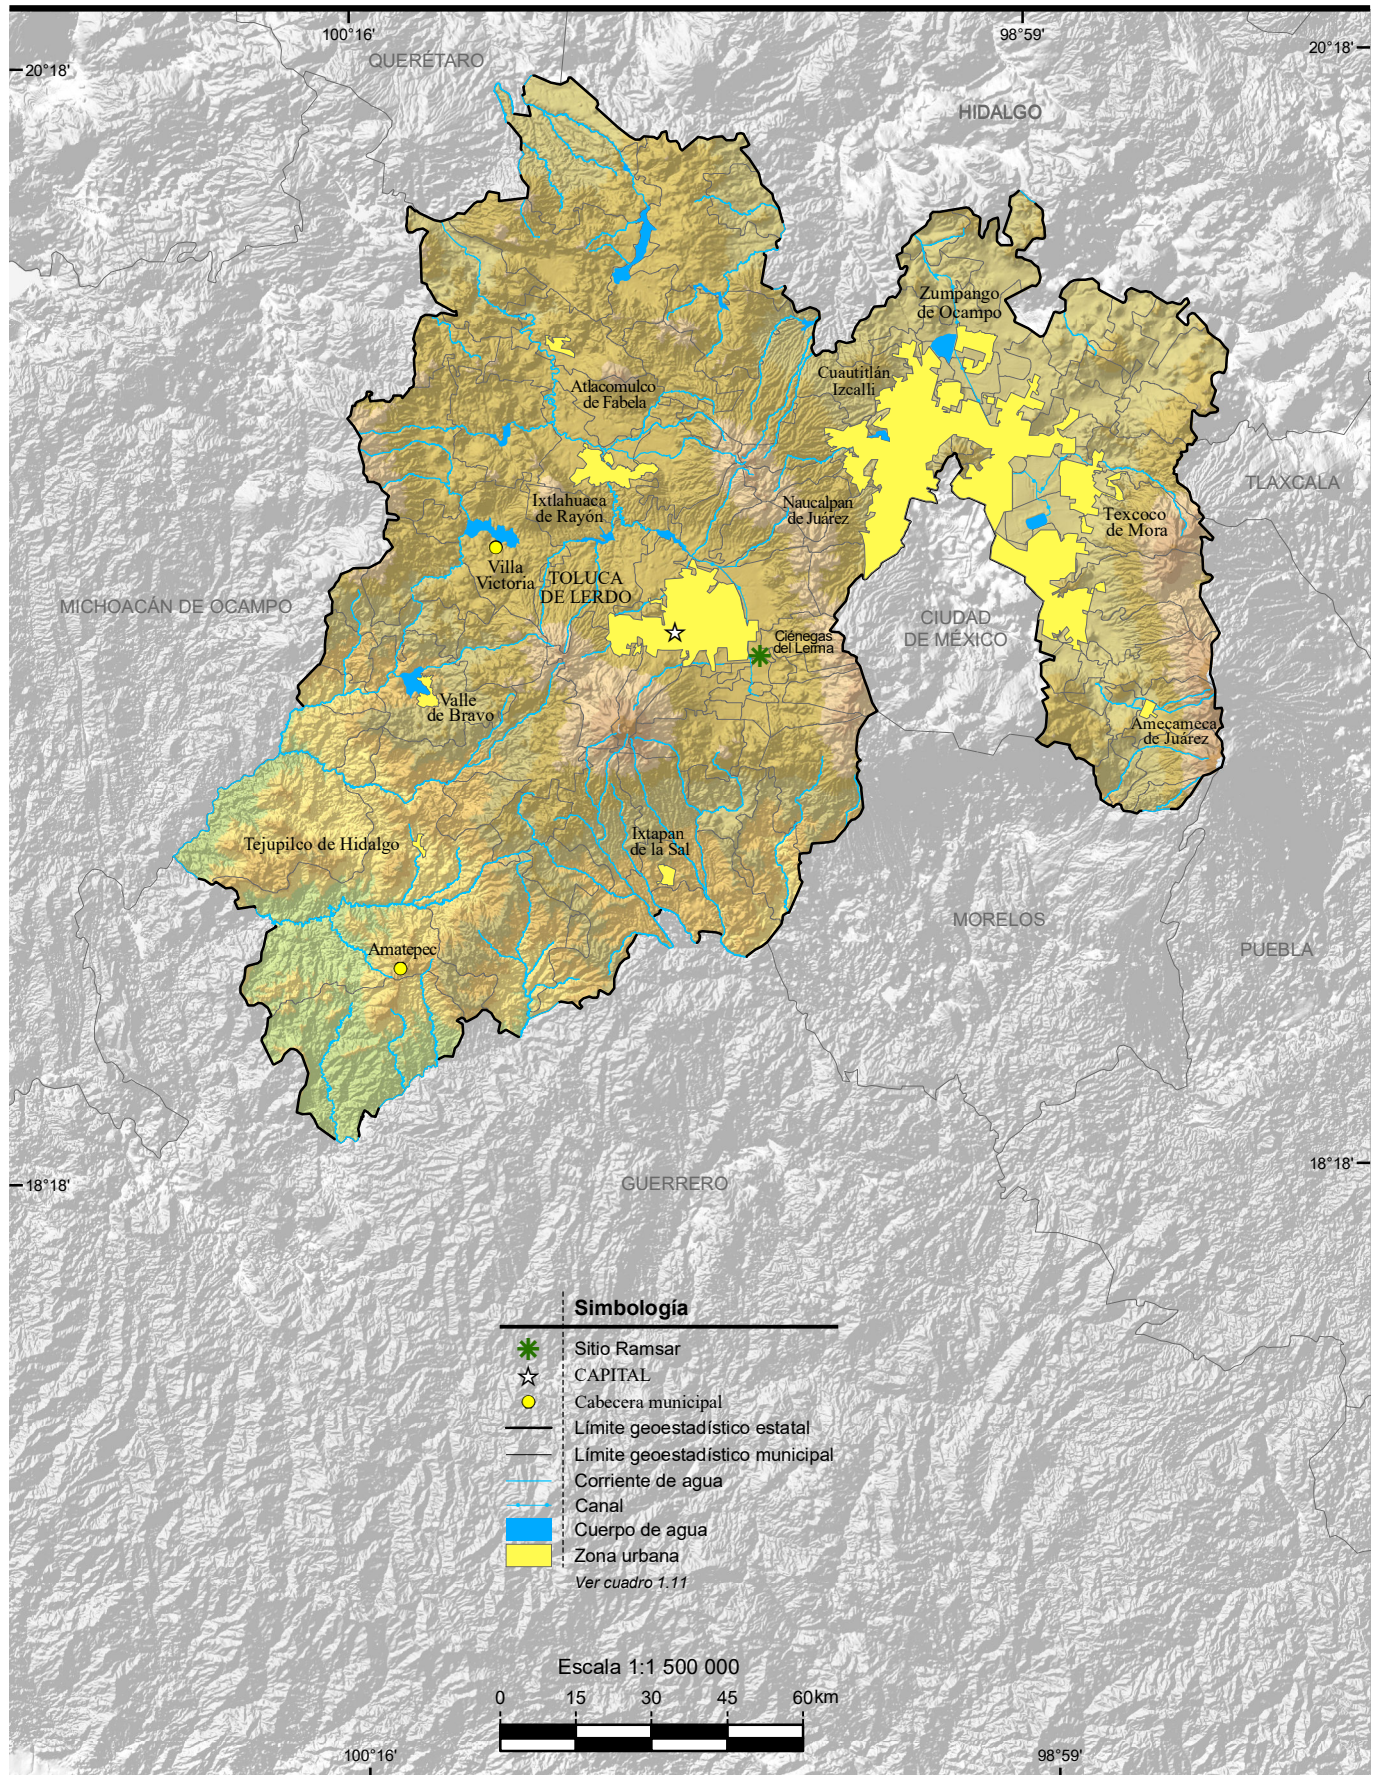 100°16'
98°59'
20°18'
20°18'
QUERÉTARO
HIDALGO
Zumpango
de Ocampo
Cuautitlán
Izcalli
Atlacomulco
de Fabela
TLAXCALA
Ixtlahuaca
de Rayón
Naucalpan
de Juárez
Texcoco
de Mora
Villa
Victoria
TOLUCA
DE LERDO
MICHOACÁN DE OCAMPO
CIUDAD
DE MÉXICO
Ciénegas
del Lerma
Valle
de Bravo
Amecameca
de Juárez
Tejupilco de Hidalgo
Ixtapan
de la Sal
MORELOS
PUEBLA
Amatepec
18°18'
18°18'
GUERRERO
Simbología
Sitio Ramsar
CAPITAL
Cabecera municipal
Límite geoestadístico estatal
Límite geoestadístico municipal
Corriente de agua
Canal
Cuerpo de agua
Zona urbana
Ver cuadro 1.11
Escala 1:1 500 000
0 15 30 45 60km
100°16'
98°59'